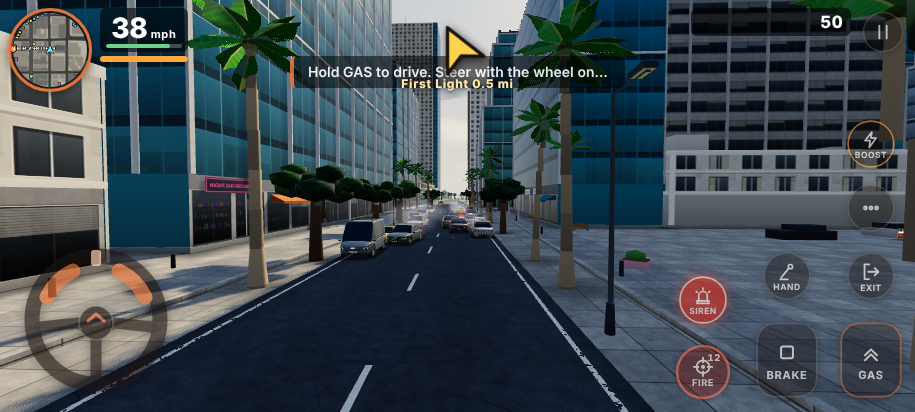 38 mph
50
Hold GAS to drive. Steer with the wheel on...
First Light 0.5 mi
BOOST
HAND
EXIT
SIREN
12
FIRE
BRAKE
GAS